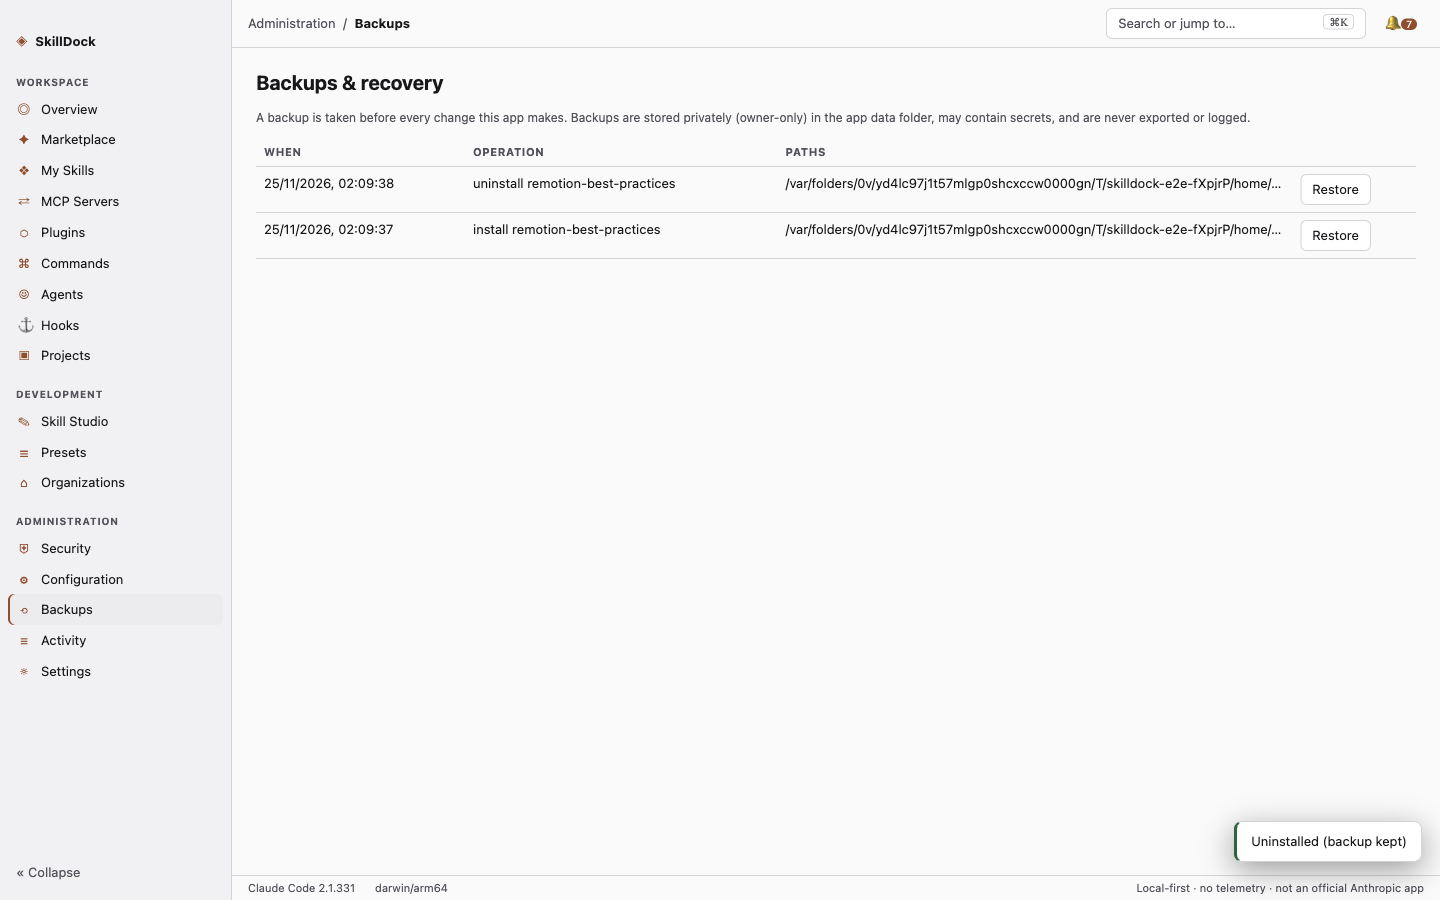 SkillDock
WORKSPACE
Overview
Marketplace
My Skills
MCP Servers
Plugins
Commands
Agents
Hooks
Projects
DEVELOPMENT
Skill Studio
Presets
Organizations
ADMINISTRATION
Security
Configuration
Backups
Activity
Settings
« Collapse
Administration / Backups
Search or jump to... ⌘K
7
Backups & recovery
A backup is taken before every change this app makes. Backups are stored privately (owner-only) in the app data folder, may contain secrets, and are never exported or logged.
WHEN OPERATION PATHS
25/11/2026, 02:09:38 uninstall remotion-best-practices /var/folders/0v/yd4lc97j1t57mlgp0shcxccw0000gn/T/skilldock-e2e-fXpjrP/home/... Restore
25/11/2026, 02:09:37 install remotion-best-practices /var/folders/0v/yd4lc97j1t57mlgp0shcxccw0000gn/T/skilldock-e2e-fXpjrP/home/... Restore
Uninstalled (backup kept)
Claude Code 2.1.331 darwin/arm64
Local-first · no telemetry · not an official Anthropic app